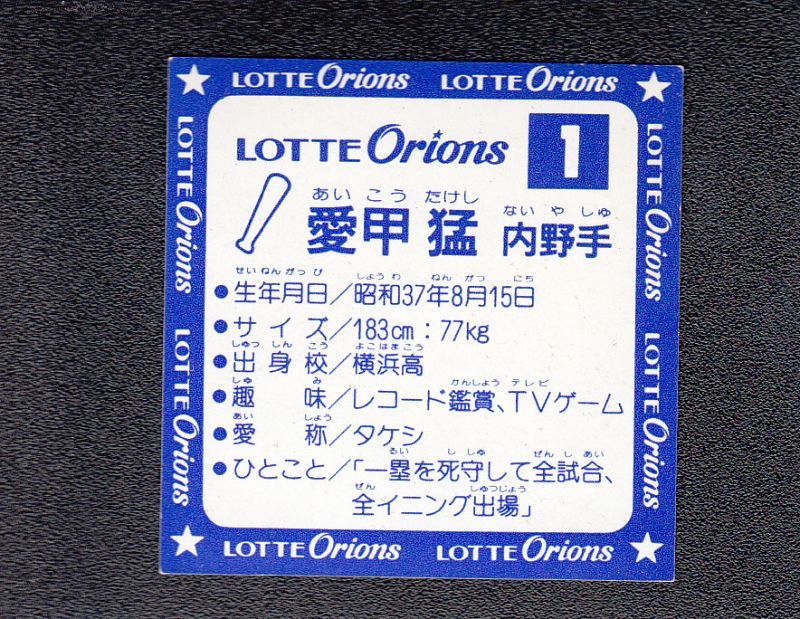 LOTTE Orions LOTTE Orions
LOTTE Orions
LOTTE Orions
LOTTE Orions
LOTTE Orions
LOTTE Orions 1
あいこう たけし ない や しゅ
愛甲 猛 内野手
せいねんがっぴ しょうわ ねん がつ にち
●生年月日/昭和37年8月15日
●サイズ/183cm:77kg
しゅっしんこう よこはまこう
●出身校/横浜高
しゅ み かんしょう テレビ
●趣味/レコード鑑賞、TVゲーム
あい しょう
●愛称/タケシ
るい ししゅ ぜんしあい
●ひとこと/「一塁を死守して全試合、
ぜん しゅつじょう
全イニング出場」
LOTTE Orions LOTTE Orions